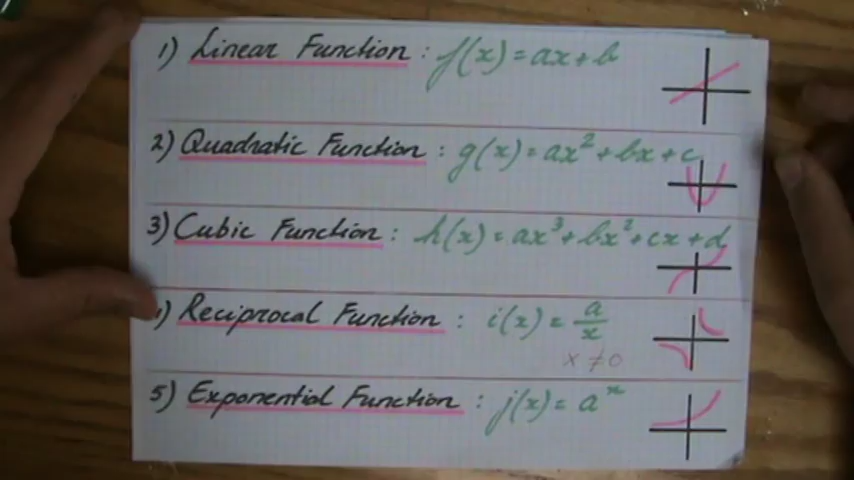 1) Linear Function : f(x) = ax + b
2) Quadratic Function : g(x) = ax² + bx + c
3) Cubic Function : h(x) = ax³ + bx² + cx + d
) Reciprocal Function : i(x) = a/x
x ≠ 0
5) Exponential Function : j(x) = aˣ